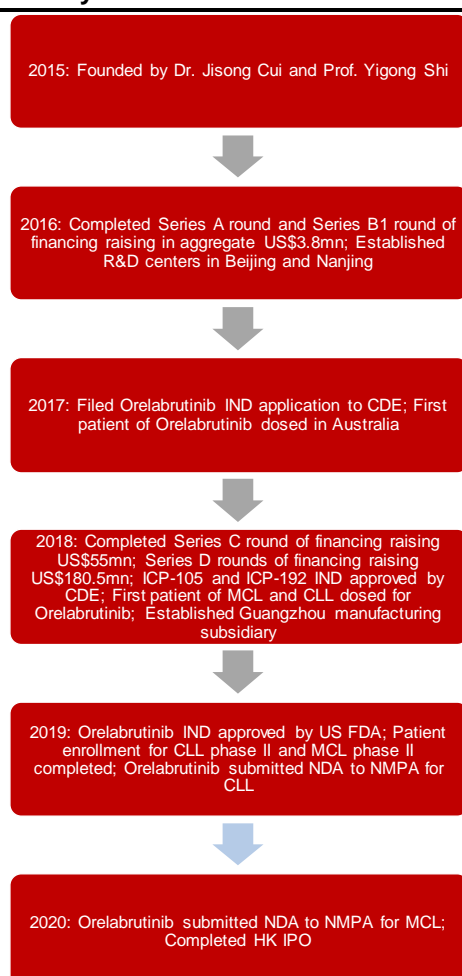 2015: Founded by Dr. Jisong Cui and Prof. Yigong Shi
2016: Completed Series A round and Series B1 round of
financing raising in aggregate US$3.8mn; Established
R&D centers in Beijing and Nanjing
2017: Filed Orelabrutinib IND application to CDE; First
patient of Orelabrutinib dosed in Australia
2018: Completed Series C round of financing raising
US$55mn; Series D rounds of financing raising
US$180.5mn; ICP-105 and ICP-192 IND approved by
CDE; First patient of MCL and CLL dosed for
Orelabrutinib; Established Guangzhou manufacturing
subsidiary
2019: Orelabrutinib IND approved by US FDA; Patient
enrollment for CLL phase II and MCL phase II
completed; Orelabrutinib submitted NDA to NMPA for
CLL
2020: Orelabrutinib submitted NDA to NMPA for MCL;
Completed HK IPO